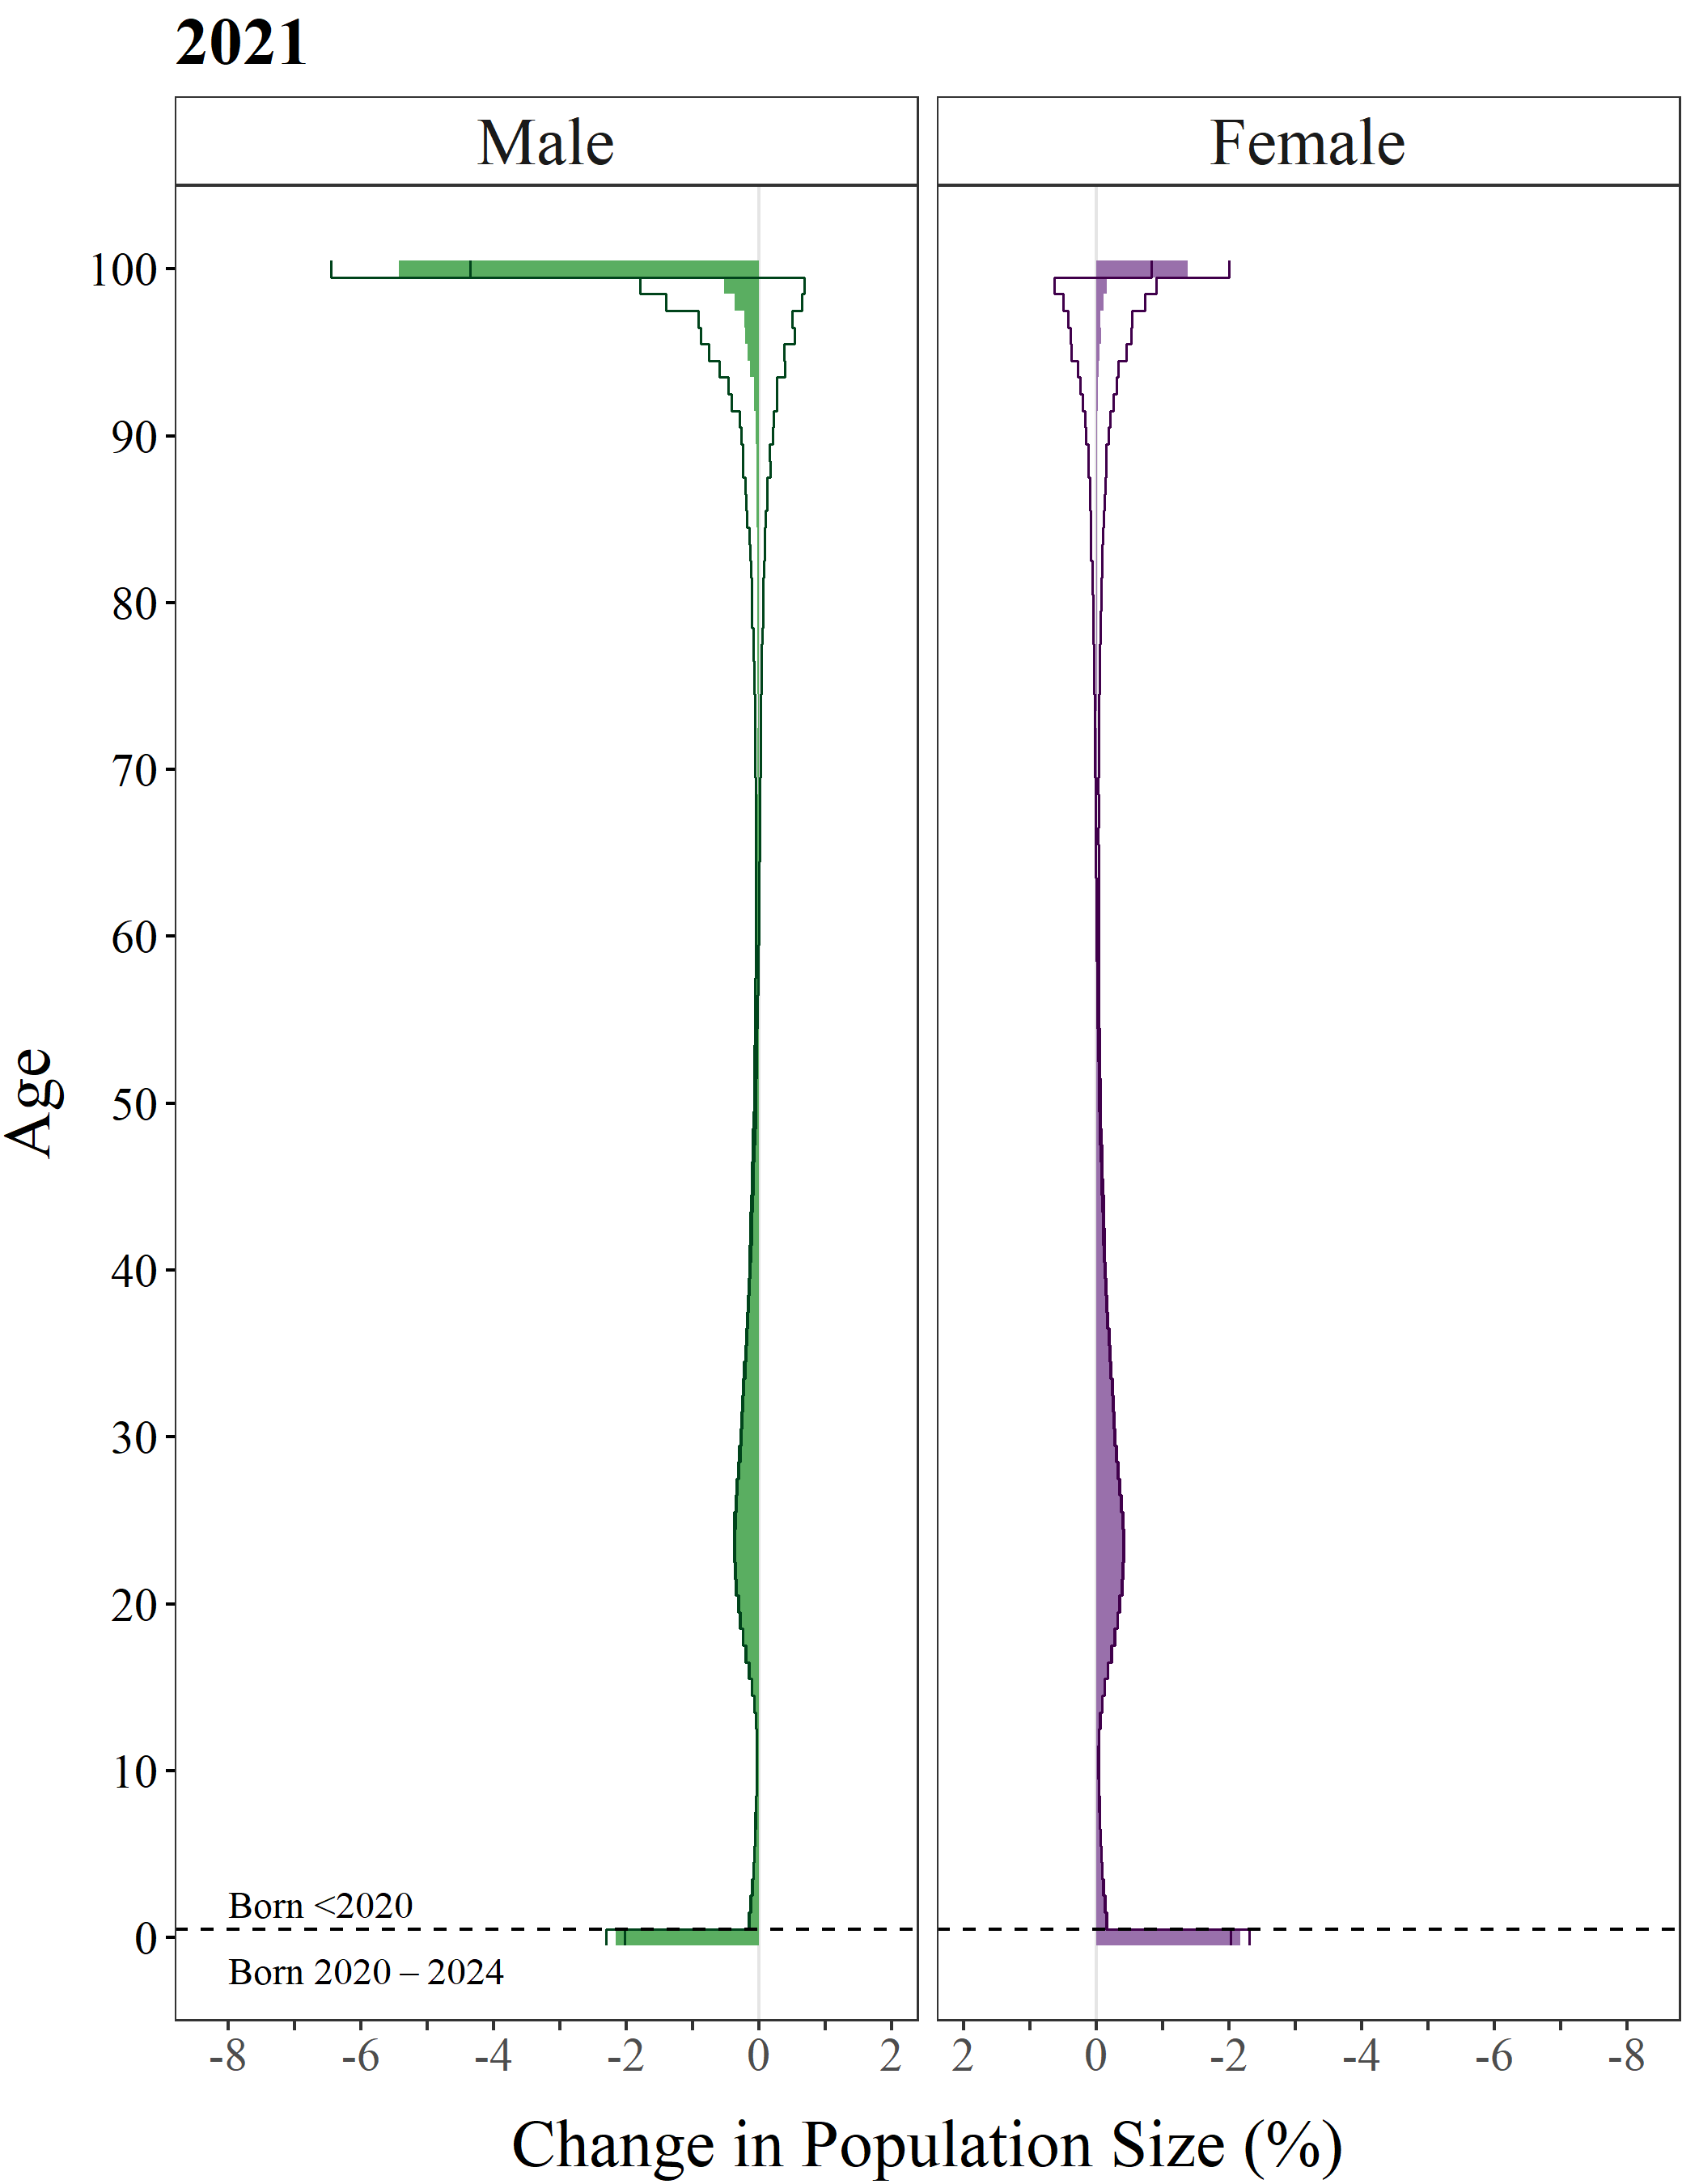 2021
Male Female
100
90
80
70
60
50
40
30
20
10
0
Age
Born <2020
Born 2020 – 2024
-8 -6 -4 -2 0 2 2 0 -2 -4 -6 -8
Change in Population Size (%)